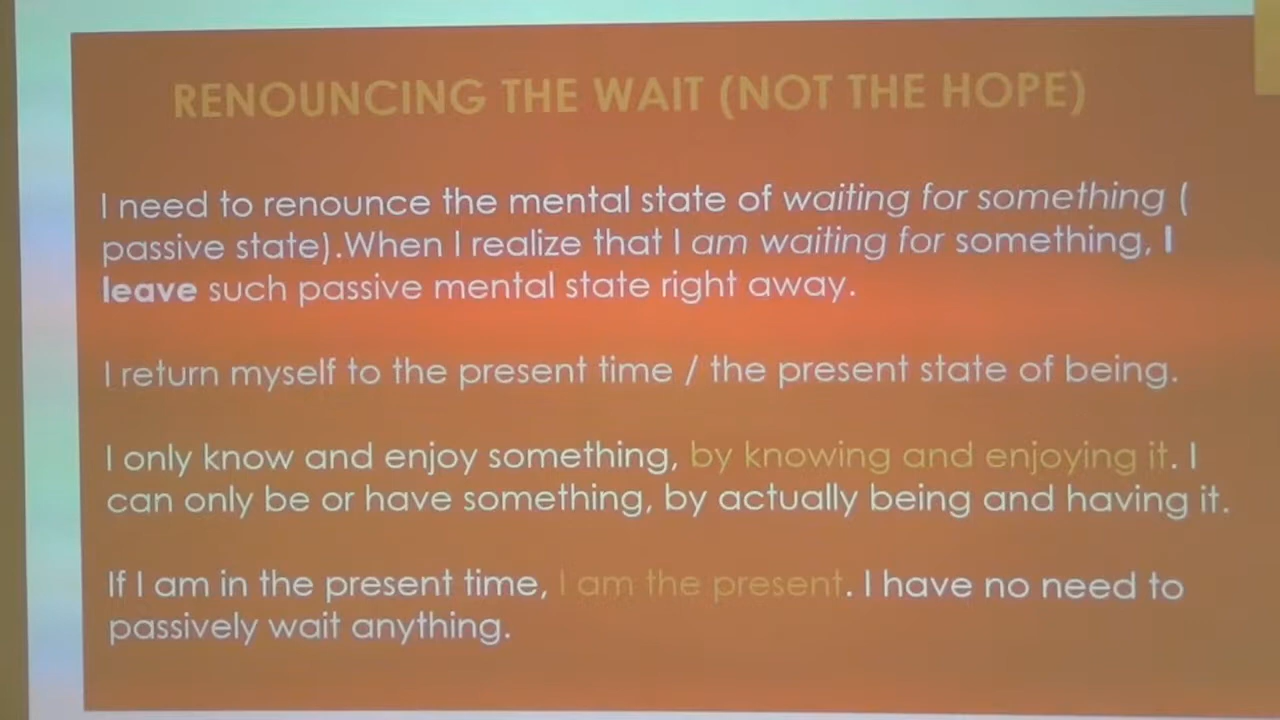 RENOUNCING THE WAIT (NOT THE HOPE)
I need to renounce the mental state of waiting for something (
passive state).When I realize that I am waiting for something, I
leave such passive mental state right away.
I return myself to the present time / the present state of being.
I only know and enjoy something, by knowing and enjoying it. I
can only be or have something, by actually being and having it.
If I am in the present time, I am the present. I have no need to
passively wait anything.